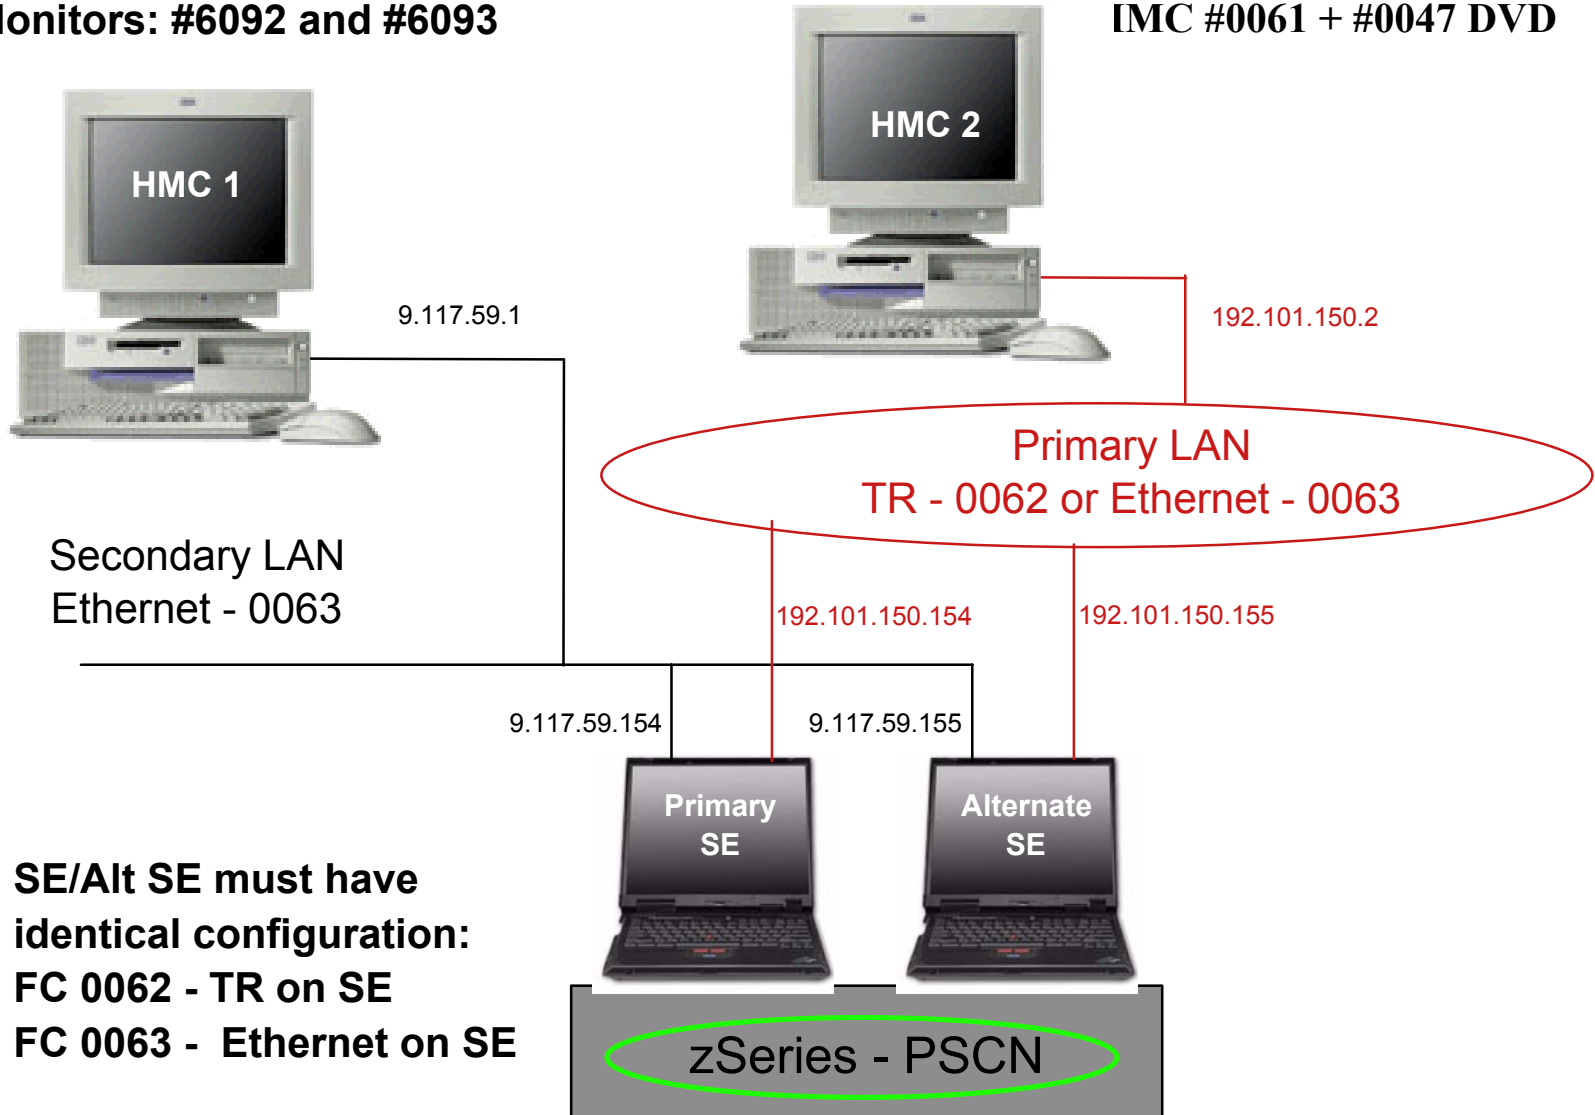 onitors: #6092 and #6093
MC #0061 + #0047 DVD
HMC 1
HMC 2
9.117.59.1
192.101.150.2
Primary LAN
TR - 0062 or Ethernet - 0063
Secondary LAN
Ethernet - 0063
192.101.150.154
192.101.150.155
9.117.59.154
9.117.59.155
Primary
SE
Alternate
SE
SE/Alt SE must have
identical configuration:
FC 0062 - TR on SE
FC 0063 - Ethernet on SE
zSeries - PSCN